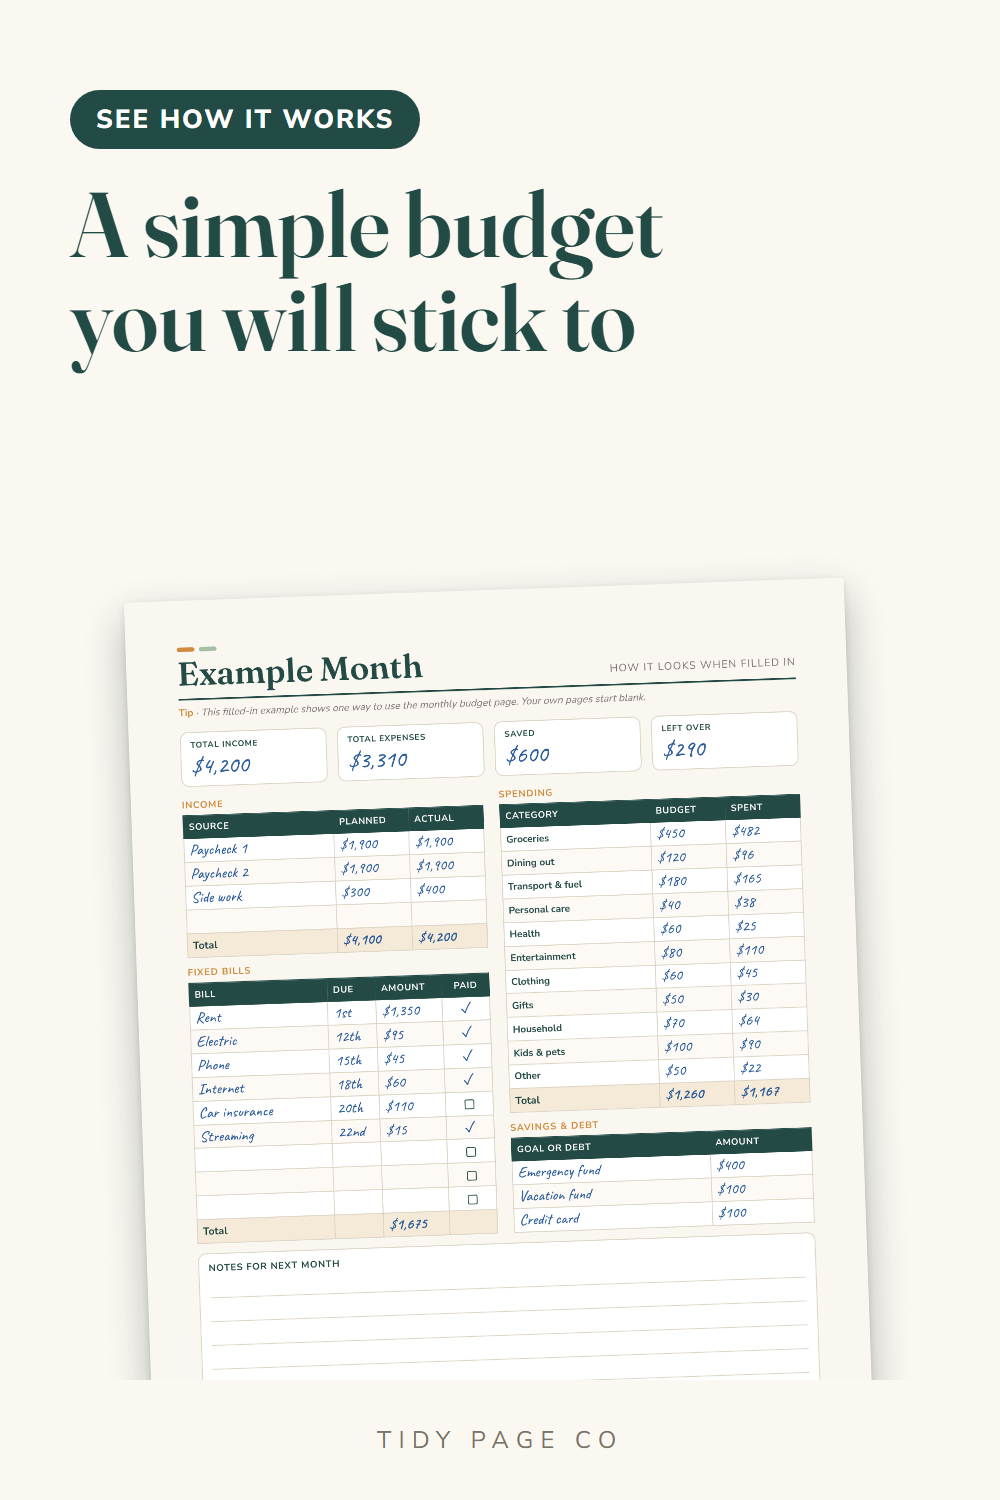 SEE HOW IT WORKS
A simple budget
you will stick to
Example Month
HOW IT LOOKS WHEN FILLED IN
Tip · This filled-in example shows one way to use the monthly budget page. Your own pages start blank.
TOTAL INCOME
$4,200
TOTAL EXPENSES
$3,310
SAVED
$600
LEFT OVER
$290
INCOME
SOURCE PLANNED ACTUAL
Paycheck 1 $1,900 $1,900
Paycheck 2 $1,900 $1,900
Side work $300 $400
Total $4,100 $4,200
FIXED BILLS
BILL DUE AMOUNT PAID
Rent 1st $1,350 ✓
Electric 12th $95 ✓
Phone 15th $45 ✓
Internet 18th $60 ✓
Car insurance 20th $110
Streaming 22nd $15 ✓
Total $1,675
SPENDING
CATEGORY BUDGET SPENT
Groceries $450 $482
Dining out $120 $96
Transport & fuel $180 $165
Personal care $40 $38
Health $60 $25
Entertainment $80 $110
Clothing $60 $45
Gifts $50 $30
Household $70 $64
Kids & pets $100 $90
Other $50 $22
Total $1,260 $1,167
SAVINGS & DEBT
GOAL OR DEBT AMOUNT
Emergency fund $400
Vacation fund $100
Credit card $100
NOTES FOR NEXT MONTH
TIDY PAGE CO